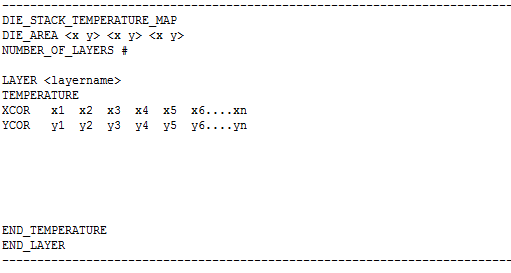 --------------------------------------------------------------------------
DIE_STACK_TEMPERATURE_MAP
DIE_AREA <x y> <x y> <x y>
NUMBER_OF_LAYERS #
LAYER <layername>
TEMPERATURE
XCOR x1 x2 x3 x4 x5 x6....xn
YCOR y1 y2 y3 y4 y5 y6....yn
END_TEMPERATURE
END_LAYER
--------------------------------------------------------------------------